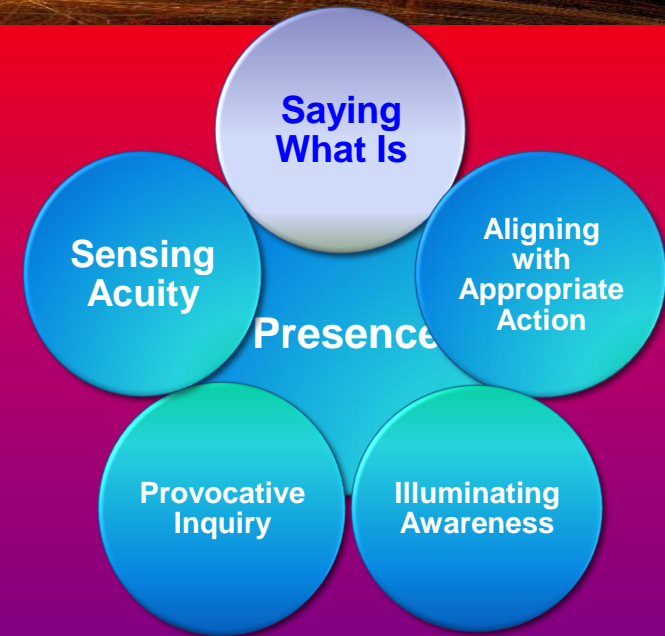 Saying
What Is
Sensing
Acuity
Aligning
with
Appropriate
Action
Presence
Provocative
Inquiry
Illuminating
Awareness